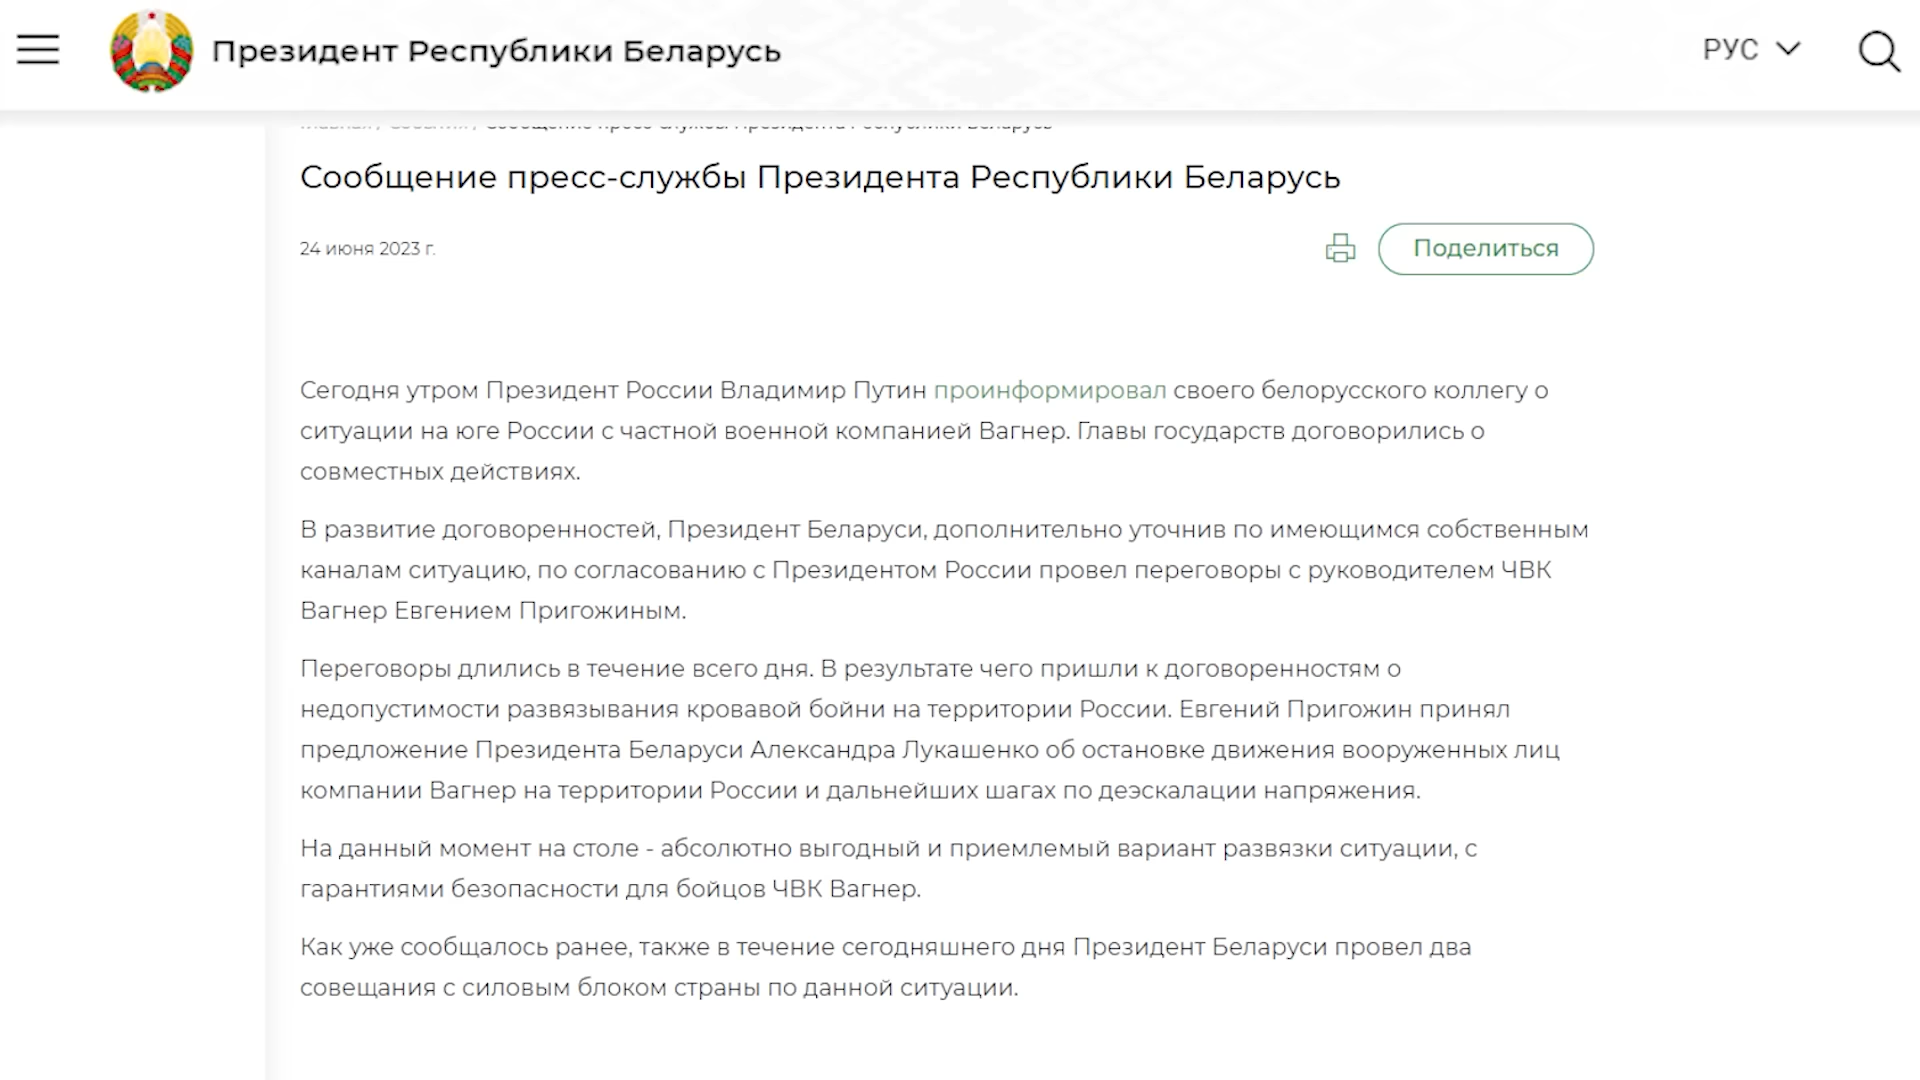 Президент Республики Беларусь
РУС
Сообщение пресс-службы Президента Республики Беларусь
24 июня 2023 г.
Поделиться
Сегодня утром Президент России Владимир Путин проинформировал своего белорусского коллегу о
ситуации на юге России с частной военной компанией Вагнер. Главы государств договорились о
совместных действиях.
В развитие договоренностей, Президент Беларуси, дополнительно уточнив по имеющимся собственным
каналам ситуацию, по согласованию с Президентом России провел переговоры с руководителем ЧВК
Вагнер Евгением Пригожиным.
Переговоры длились в течение всего дня. В результате чего пришли к договоренностям о
недопустимости развязывания кровавой бойни на территории России. Евгений Пригожин принял
предложение Президента Беларуси Александра Лукашенко об остановке движения вооруженных лиц
компании Вагнер на территории России и дальнейших шагах по деэскалации напряжения.
На данный момент на столе - абсолютно выгодный и приемлемый вариант развязки ситуации, с
гарантиями безопасности для бойцов ЧВК Вагнер.
Как уже сообщалось ранее, также в течение сегодняшнего дня Президент Беларуси провел два
совещания с силовым блоком страны по данной ситуации.